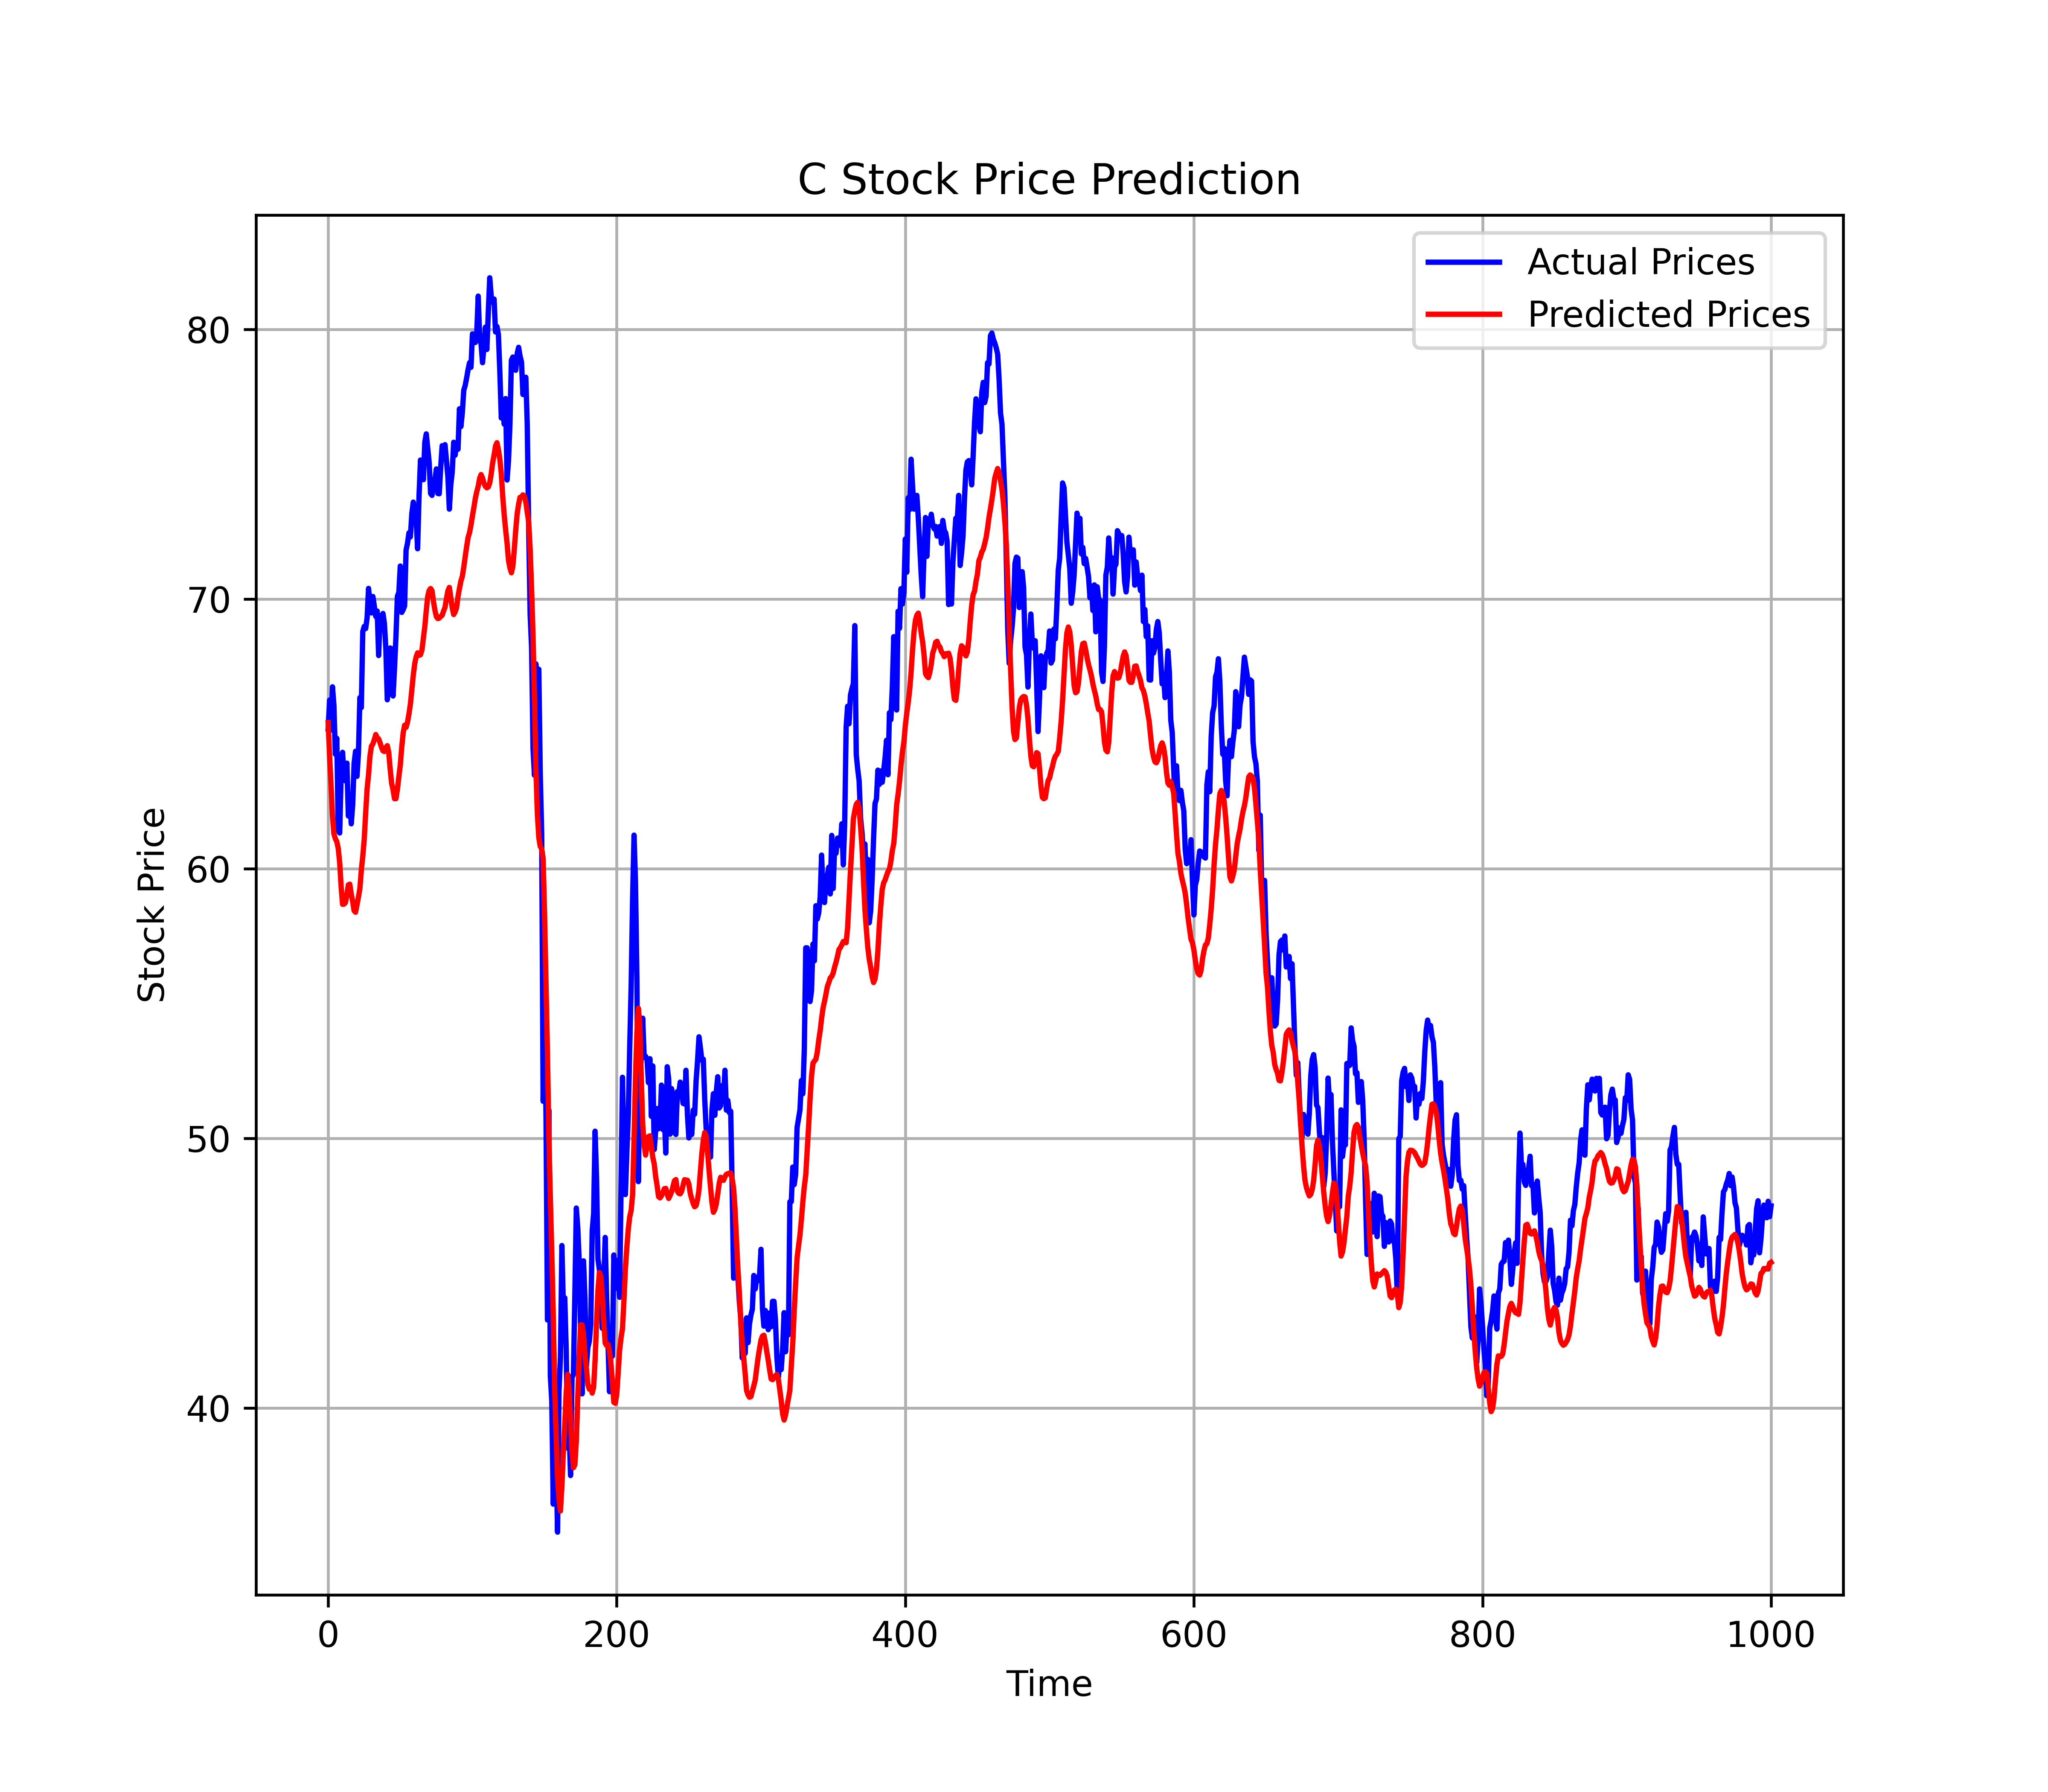 C Stock Price Prediction
Actual Prices
Predicted Prices
80
70
60
50
40
Stock Price
0 200 400 600 800 1000
Time